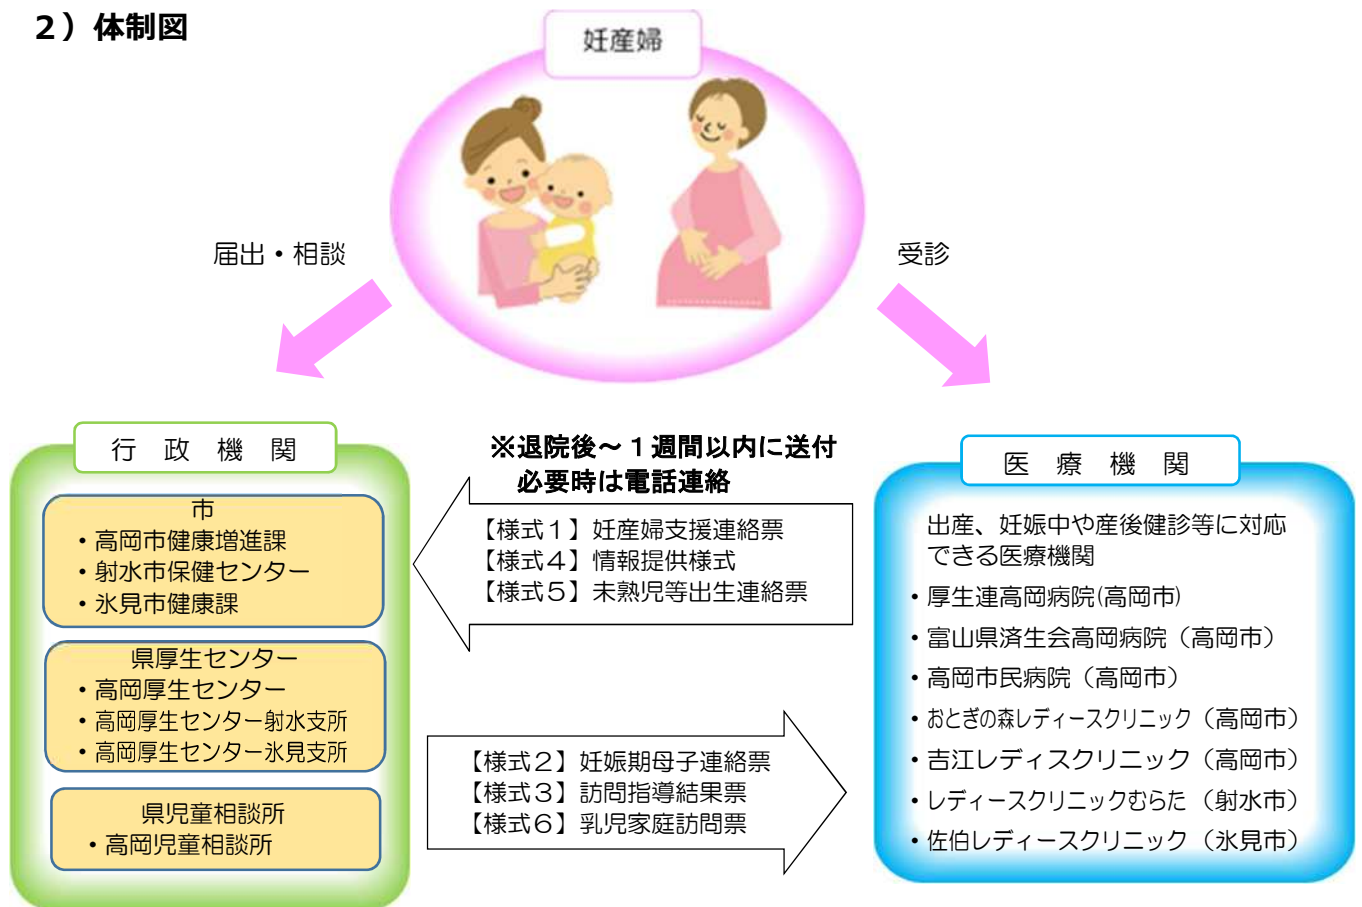 ２）体制図
妊産婦
届出・相談
受診
行政機関
市
・高岡市健康増進課
・射水市保健センター
・氷見市健康課
県厚生センター
・高岡厚生センター
・高岡厚生センター射水支所
・高岡厚生センター氷見支所
県児童相談所
・高岡児童相談所
※退院後～１週間以内に送付
必要時は電話連絡
【様式１】妊産婦支援連絡票
【様式４】情報提供様式
【様式５】未熟児等出生連絡票
【様式２】妊娠期母子連絡票
【様式３】訪問指導結果票
【様式６】乳児家庭訪問票
医療機関
出産、妊娠中や産後健診等に対応
できる医療機関
・厚生連高岡病院(高岡市)
・富山県済生会高岡病院（高岡市）
・高岡市民病院（高岡市）
・おとぎの森レディースクリニック（高岡市）
・吉江レディスクリニック（高岡市）
・レディースクリニックむらた（射水市）
・佐伯レディースクリニック（氷見市）